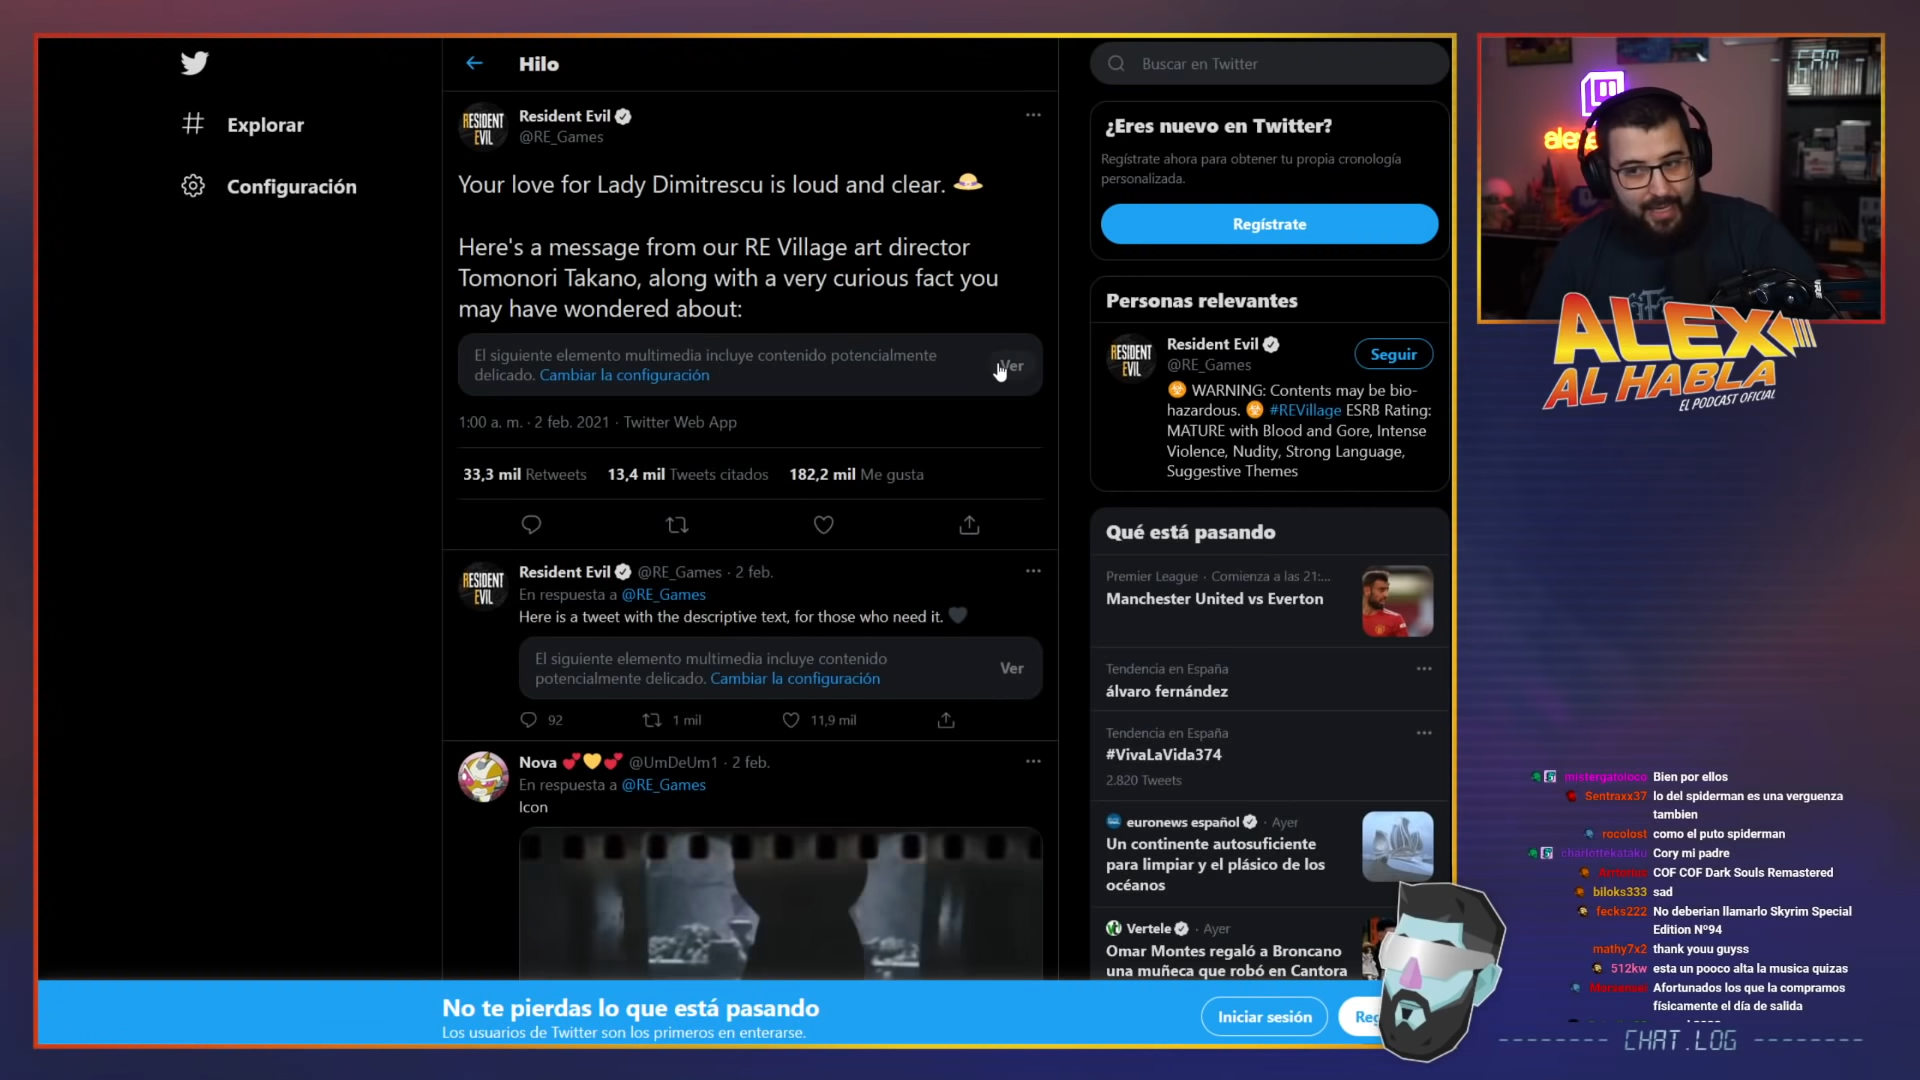 Hilo
Explorar
Configuración
Resident Evil
@RE_Games
Your love for Lady Dimitrescu is loud and clear. 👒
Here's a message from our RE Village art director
Tomonori Takano, along with a very curious fact you
may have wondered about:
El siguiente elemento multimedia incluye contenido potencialmente
delicado. Cambiar la configuración
Ver
1:00 a. m. · 2 feb. 2021 · Twitter Web App
33,3 mil Retweets 13,4 mil Tweets citados 182,2 mil Me gusta
Resident Evil @RE_Games · 2 feb.
En respuesta a @RE_Games
Here is a tweet with the descriptive text, for those who need it. 🖤
El siguiente elemento multimedia incluye contenido
potencialmente delicado. Cambiar la configuración
Ver
92 1 mil 11,9 mil
Nova 💕💛💕 @UmDeUm1 · 2 feb.
En respuesta a @RE_Games
Icon
No te pierdas lo que está pasando
Los usuarios de Twitter son los primeros en enterarse.
Iniciar sesión
Buscar en Twitter
¿Eres nuevo en Twitter?
Regístrate ahora para obtener tu propia cronología
personalizada.
Regístrate
Personas relevantes
RESIDENT
EVIL
Resident Evil
@RE_Games
Seguir
☣ WARNING: Contents may be bio-
hazardous. ☣ #REVillage ESRB Rating:
MATURE with Blood and Gore, Intense
Violence, Nudity, Strong Language,
Suggestive Themes
Qué está pasando
Premier League · Comienza a las 21:...
Manchester United vs Everton
Tendencia en España
álvaro fernández
Tendencia en España
#VivaLaVida374
2.820 Tweets
euronews español · Ayer
Un continente autosuficiente
para limpiar y el plásico de los
océanos
Vertele · Ayer
Omar Montes regaló a Broncano
una muñeca que robó en Cantora
ALEX
AL HABLA
EL PODCAST OFICIAL
mistergatoloco Bien por ellos
Sentraxx37 lo del spiderman es una verguenza
tambien
rocolost como el puto spiderman
charlottekataku Cory mi padre
COF COF Dark Souls Remastered
biloks333 sad
fecks222 No deberian llamarlo Skyrim Special
Edition Nº94
mathy7x2 thank youu guyss
512kw esta un pooco alta la musica quizas
Afortunados los que la compramos
físicamente el día de salida
CHAT.LOG